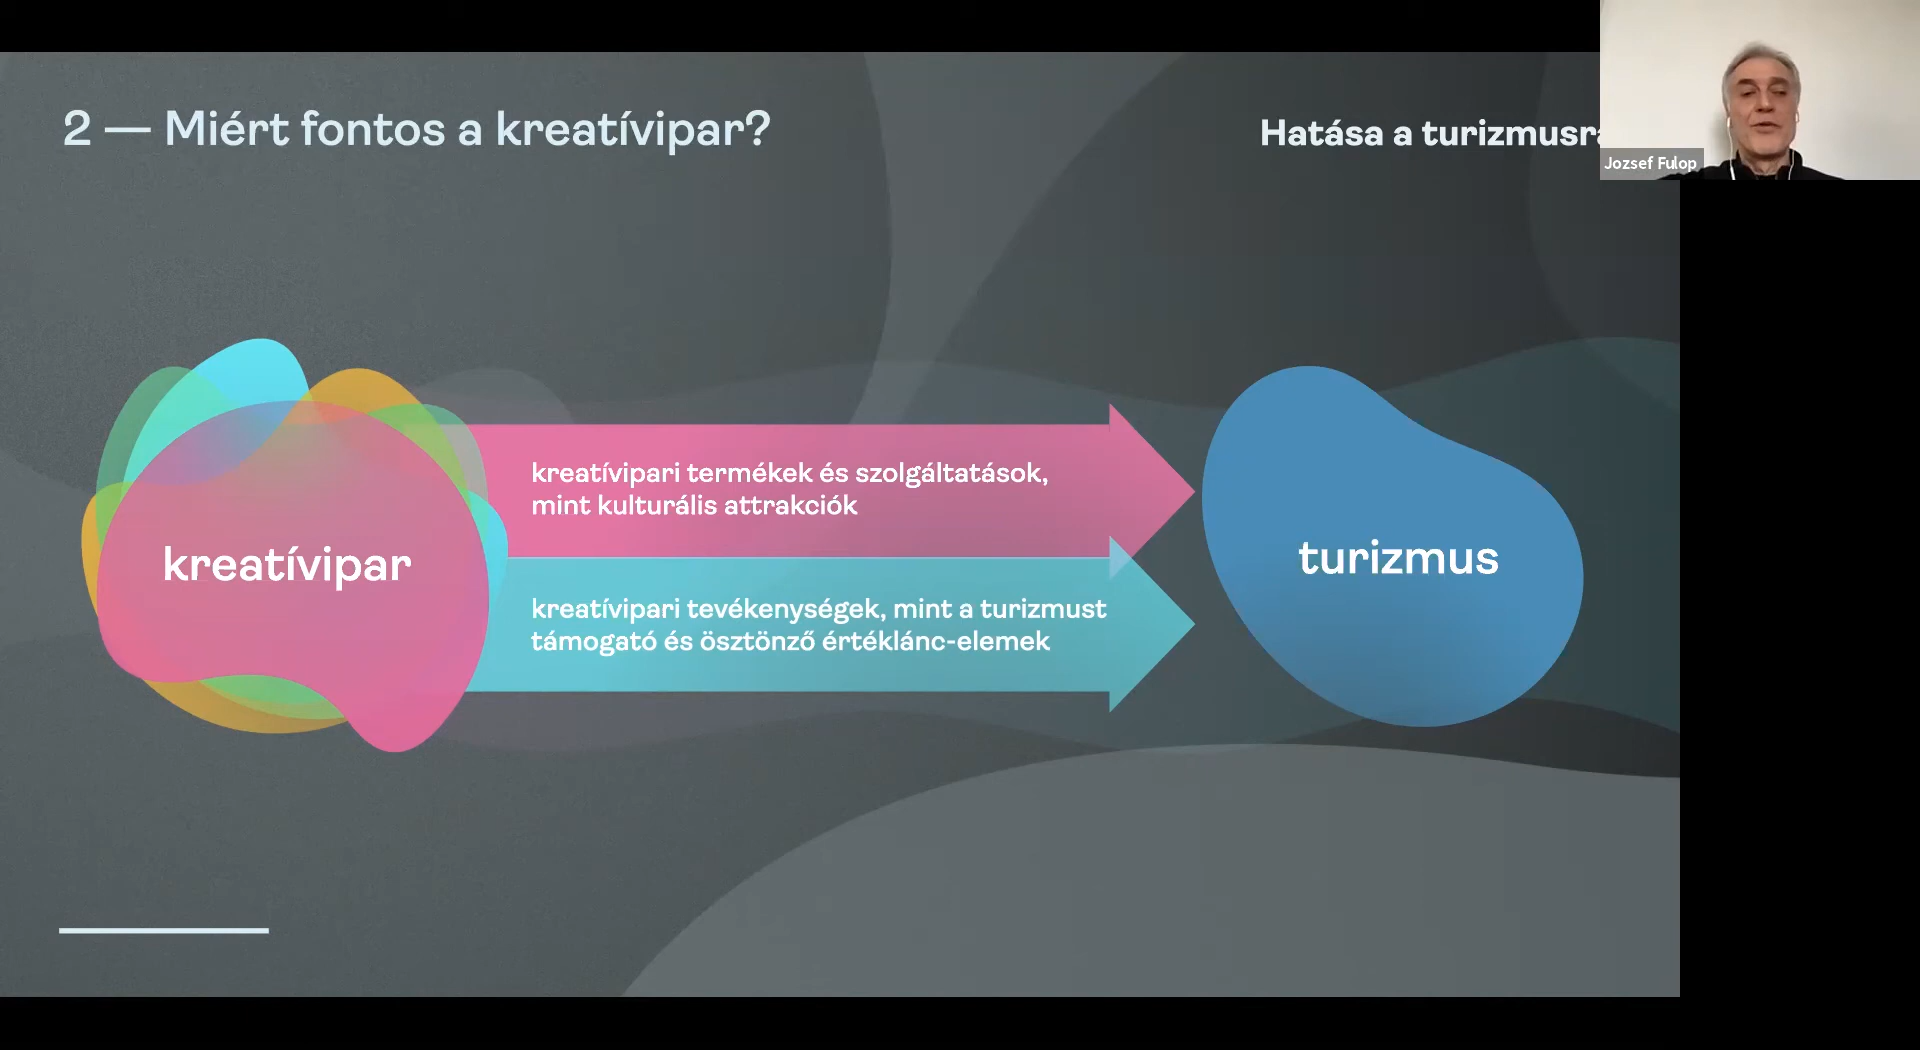 2 — Miért fontos a kreatívipar?
Hatása a turizmusra
Jozsef Fulop
kreatívipari termékek és szolgáltatások,
mint kulturális attrakciók
kreatívipar
turizmus
kreatívipari tevékenységek, mint a turizmust
támogató és ösztönző értéklánc-elemek